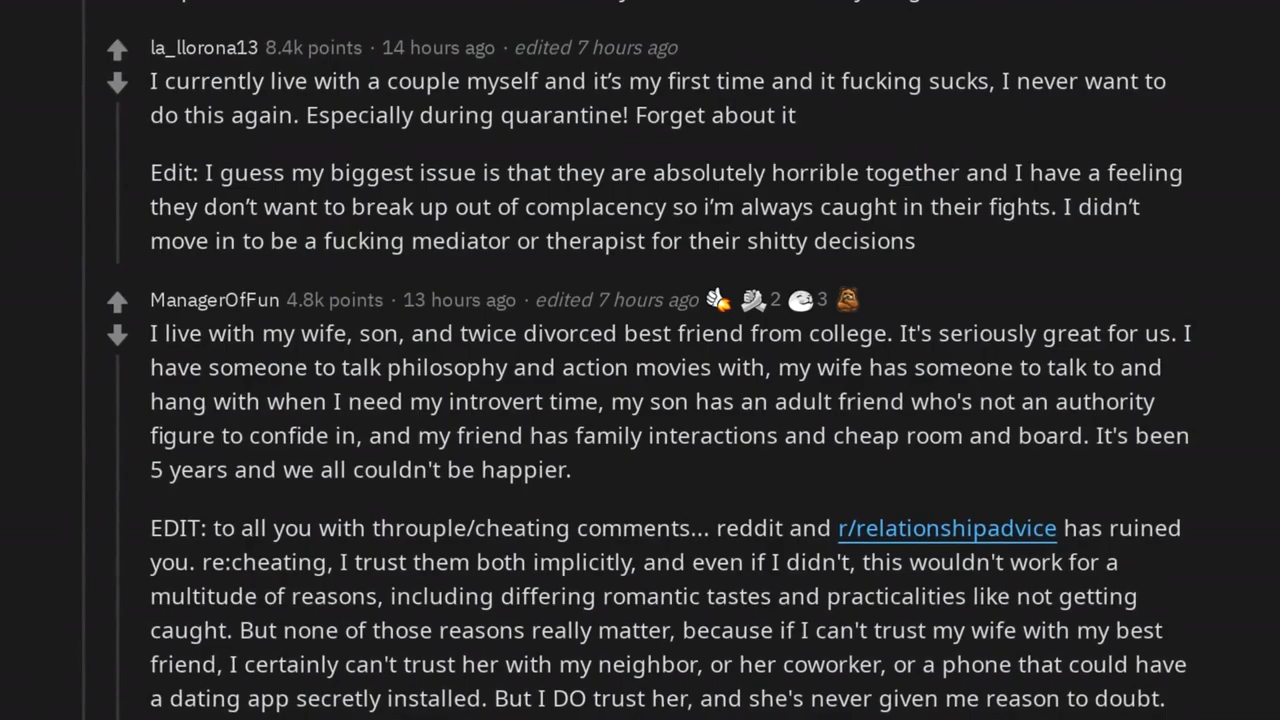 la_llorona13 8.4k points · 14 hours ago · edited 7 hours ago
I currently live with a couple myself and it’s my first time and it fucking sucks, I never want to
do this again. Especially during quarantine! Forget about it
Edit: I guess my biggest issue is that they are absolutely horrible together and I have a feeling
they don’t want to break up out of complacency so i’m always caught in their fights. I didn’t
move in to be a fucking mediator or therapist for their shitty decisions
ManagerOfFun 4.8k points · 13 hours ago · edited 7 hours ago 2 3
I live with my wife, son, and twice divorced best friend from college. It's seriously great for us. I
have someone to talk philosophy and action movies with, my wife has someone to talk to and
hang with when I need my introvert time, my son has an adult friend who's not an authority
figure to confide in, and my friend has family interactions and cheap room and board. It's been
5 years and we all couldn't be happier.
EDIT: to all you with throuple/cheating comments... reddit and r/relationshipadvice has ruined
you. re:cheating, I trust them both implicitly, and even if I didn't, this wouldn't work for a
multitude of reasons, including differing romantic tastes and practicalities like not getting
caught. But none of those reasons really matter, because if I can't trust my wife with my best
friend, I certainly can't trust her with my neighbor, or her coworker, or a phone that could have
a dating app secretly installed. But I DO trust her, and she's never given me reason to doubt.